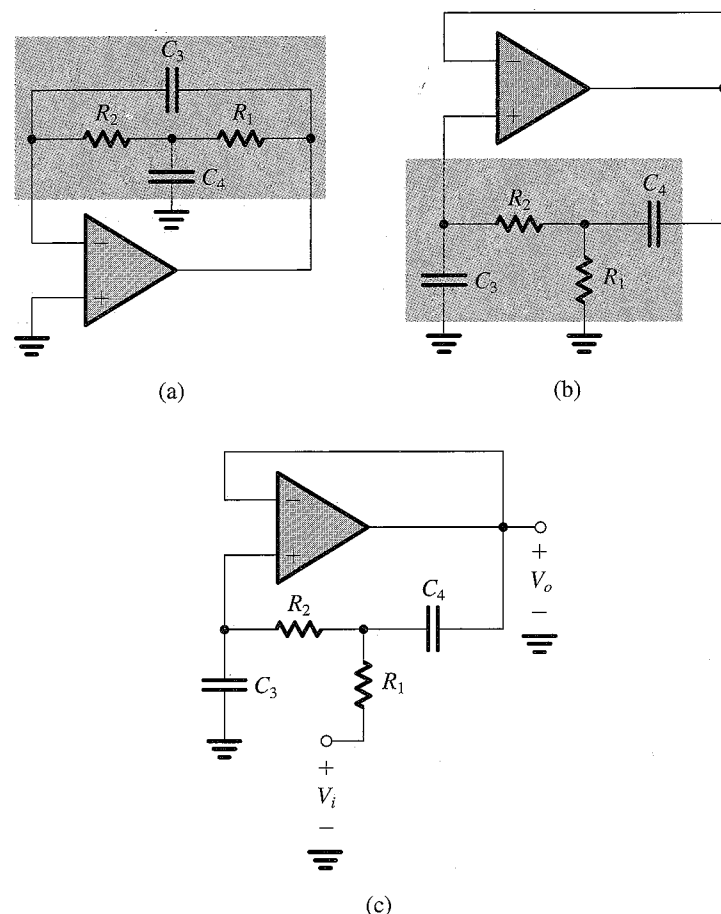 C3
R2
R1
C4
−
+
(a)
−
+
R2
C4
C3
R1
(b)
−
+
R2
C4
C3
R1
+
Vo
−
+
Vi
−
(c)